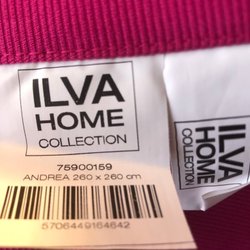 ILVA
HOME
COLLECTION
75900159
ANDREA 260 x 260 cm
5706449164642
ILVA
HOME
COLLECTION